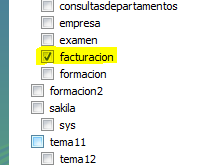 consultasdepartamentos
empresa
examen
facturacion
formacion
formacion2
sakila
sys
tema11
tema12